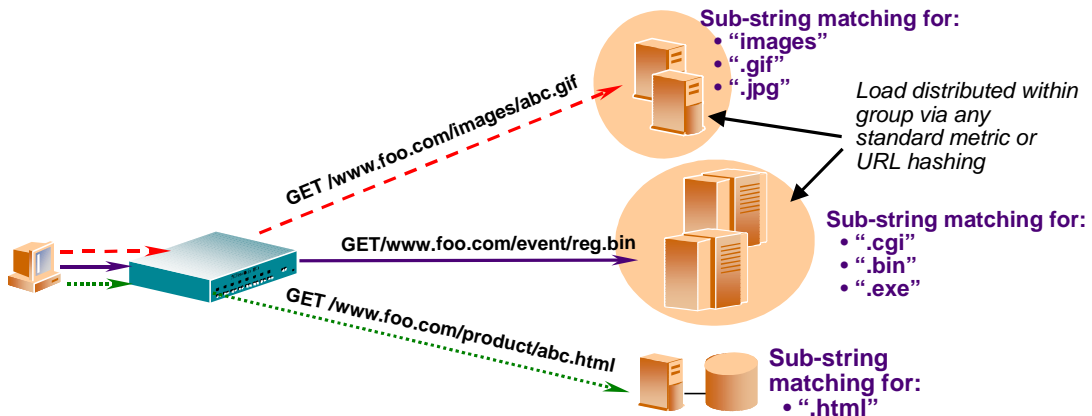 Sub-string matching for:
• “images”
• “.gif”
• “.jpg”
Load distributed within
group via any
standard metric or
URL hashing
GET /www.foo.com/images/abc.gif
GET/www.foo.com/event/reg.bin
Sub-string matching for:
• “.cgi”
• “.bin”
• “.exe”
GET /www.foo.com/product/abc.html
Sub-string
matching for:
• “.html”